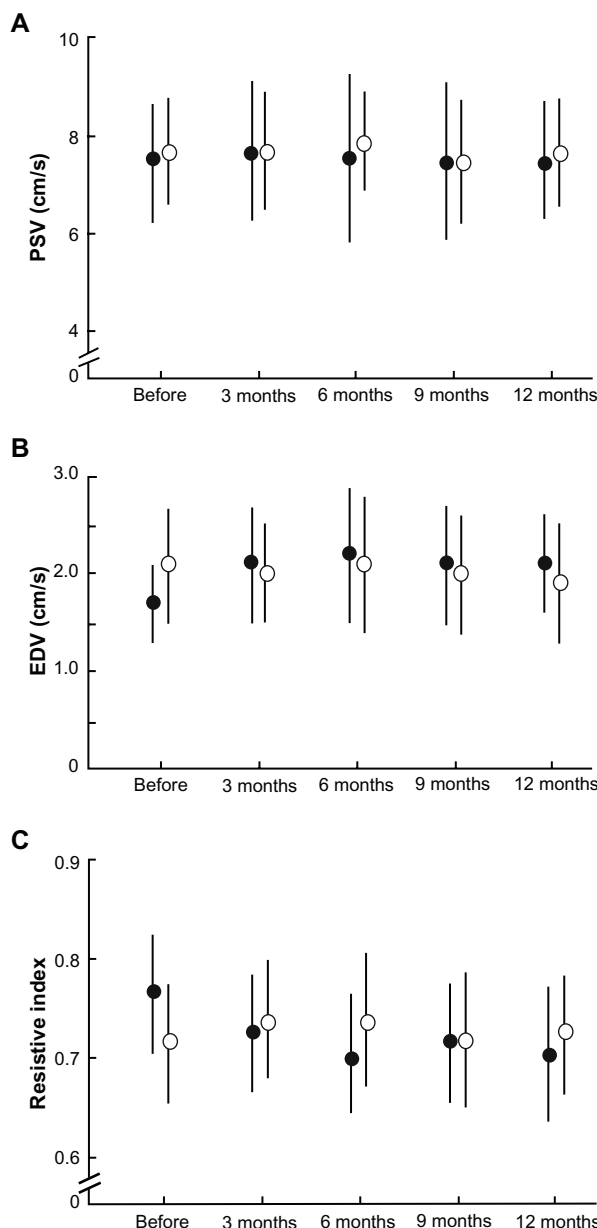 A
10
8
6
4
0
PSV (cm/s)
Before 3 months 6 months 9 months 12 months
B
3.0
2.0
1.0
0
EDV (cm/s)
Before 3 months 6 months 9 months 12 months
C
0.9
0.8
0.7
0.6
0
Resistive index
Before 3 months 6 months 9 months 12 months